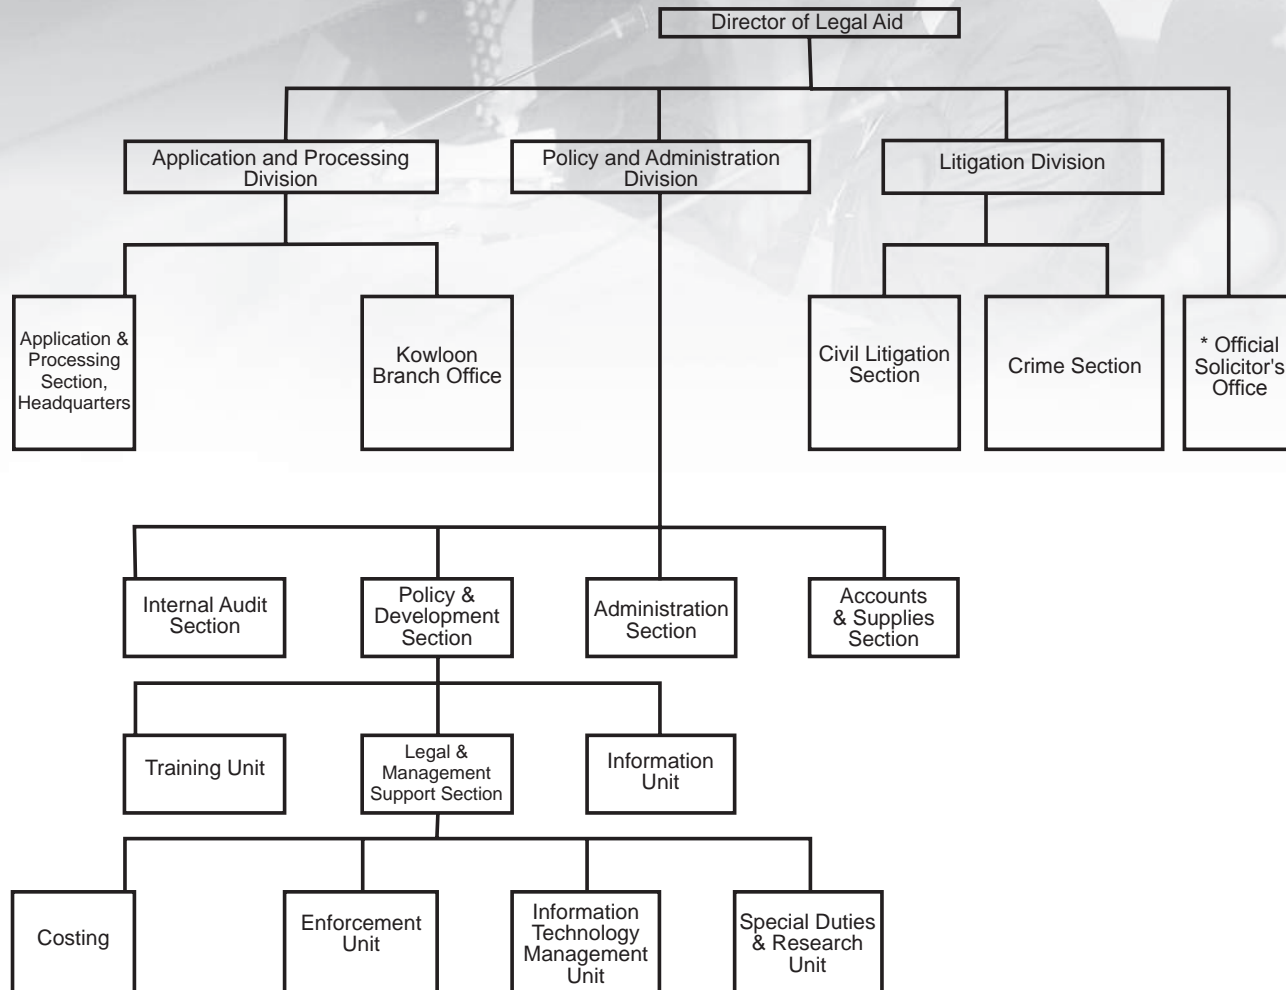 Director of Legal Aid
Application and Processing
Division
Policy and Administration
Division
Litigation Division
Application &
Processing
Section,
Headquarters
Kowloon
Branch Office
Civil Litigation
Section
Crime Section
* Official
Solicitor's
Office
Internal Audit
Section
Policy &
Development
Section
Administration
Section
Accounts
& Supplies
Section
Training Unit
Legal &
Management
Support Section
Information
Unit
Costing
Enforcement
Unit
Information
Technology
Management
Unit
Special Duties
& Research
Unit